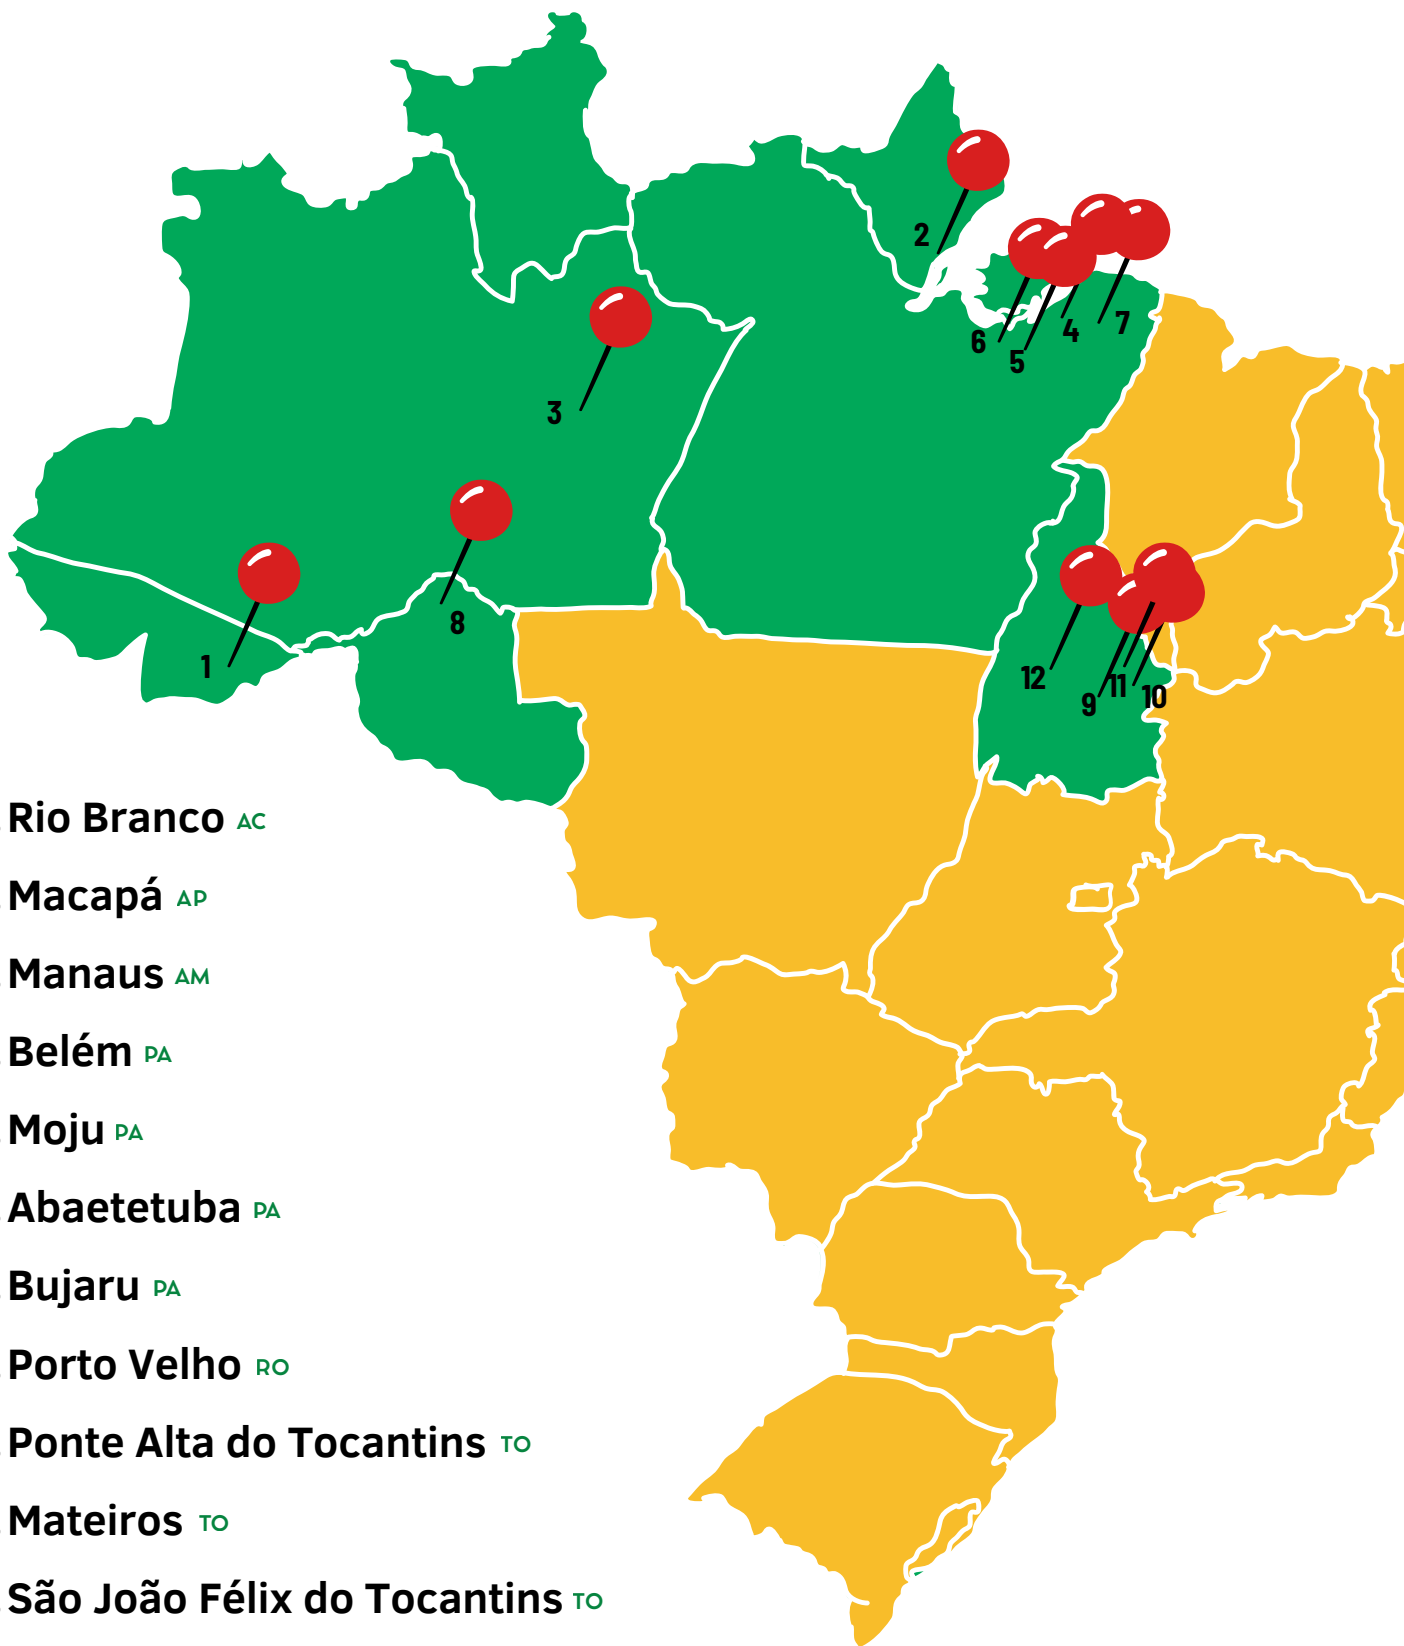 2
6
5
4
7
3
8
1
12
9
11
10
Rio Branco AC
Macapá AP
Manaus AM
Belém PA
Moju PA
Abaetetuba PA
Bujaru PA
Porto Velho RO
Ponte Alta do Tocantins TO
Mateiros TO
São João Félix do Tocantins TO